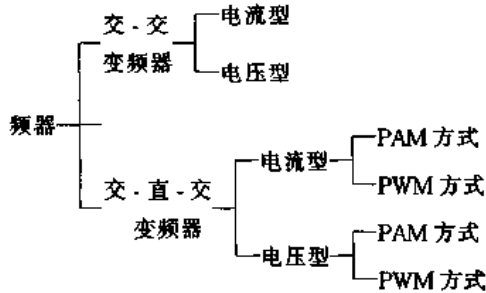 交-交
变频器
电流型
电压型
频器
交-直-交
变频器
电流型
PAM 方式
PWM 方式
电压型
PAM 方式
PWM 方式